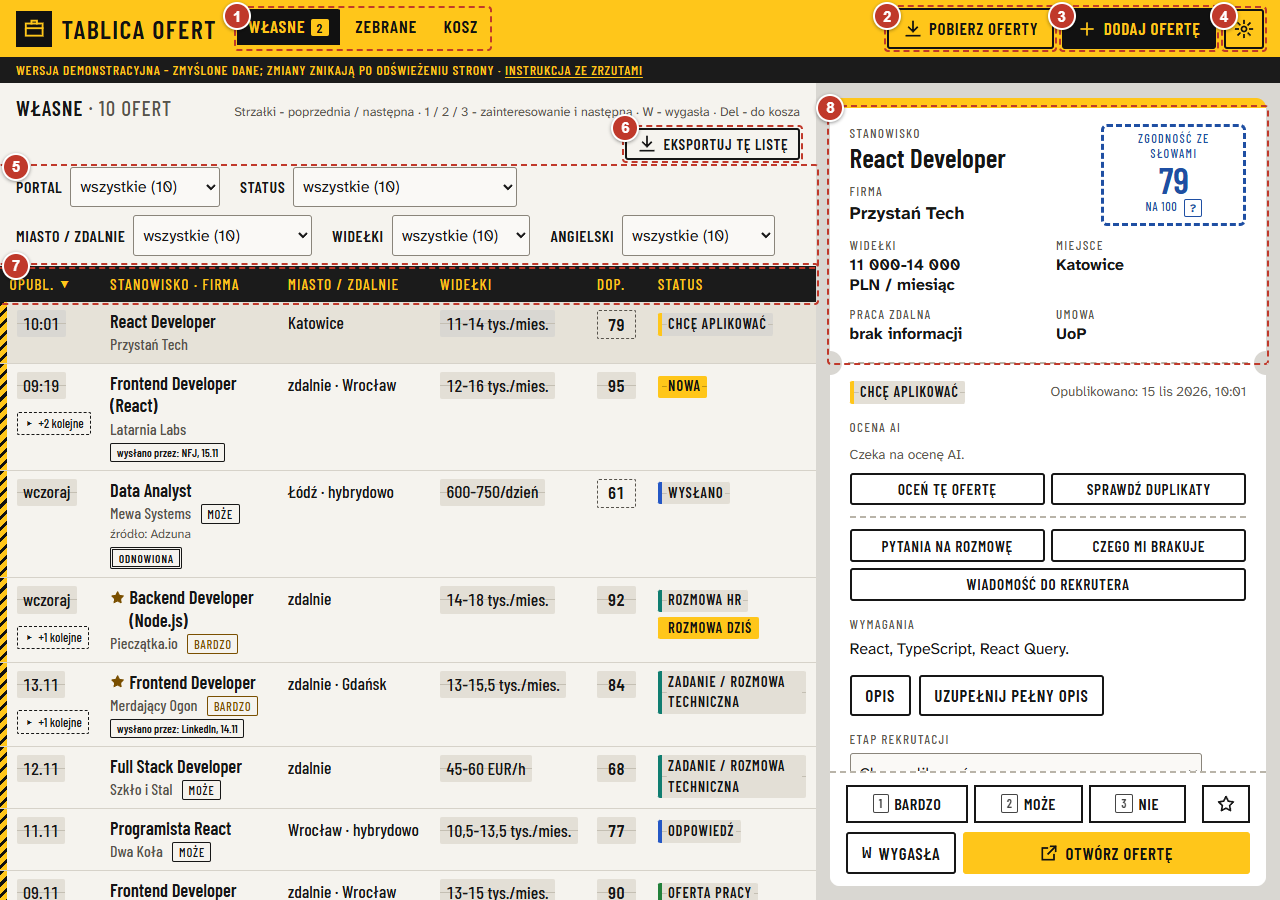 TABLICA OFERT
1
WŁASNE 2
ZEBRANE
KOSZ
2
POBIERZ OFERTY
3
DODAJ OFERTĘ
4
WERSJA DEMONSTRACYJNA – ZMYŚLONE DANE; ZMIANY ZNIKAJĄ PO ODŚWIEŻENIU STRONY · INSTRUKCJA ZE ZRZUTAMI
WŁASNE · 10 OFERT
Strzałki – poprzednia / następna · 1 / 2 / 3 – zainteresowanie i następna · W – wygasła · Del – do kosza
6
EKSPORTUJ TĘ LISTĘ
5
PORTAL wszystkie (10) STATUS wszystkie (10)
MIASTO / ZDALNIE wszystkie (10) WIDEŁKI wszystkie (10) ANGIELSKI wszystkie (10)
7
OPUBL. ▼ STANOWISKO · FIRMA MIASTO / ZDALNIE WIDEŁKI DOP. STATUS
10:01 React Developer Katowice 11–14 tys./mies. 79 CHCĘ APLIKOWAĆ
Przystań Tech
09:19 Frontend Developer (React) zdalnie · Wrocław 12–16 tys./mies. 95 NOWA
+2 kolejne
Latarnia Labs
wysłano przez: NFJ, 15.11
wczoraj Data Analyst Łódź · hybrydowo 600–750/dzień 61 WYSŁANO
Mewa Systems MOŻE
źródło: Adzuna
ODNOWIONA
wczoraj Backend Developer (Node.js) zdalnie 14–18 tys./mies. 92 ROZMOWA HR
+1 kolejne
ROZMOWA DZIŚ
Pieczątka.io BARDZO
13.11 Frontend Developer zdalnie · Gdańsk 13–15,5 tys./mies. 84 ZADANIE / ROZMOWA TECHNICZNA
Merdający Ogon BARDZO
+1 kolejne
wysłano przez: LinkedIn, 14.11
12.11 Full Stack Developer zdalnie 45–60 EUR/h 68 ZADANIE / ROZMOWA TECHNICZNA
Szkło i Stal MOŻE
11.11 Programista React Wrocław · hybrydowo 10,5–13,5 tys./mies. 77 ODPOWIEDŹ
Dwa Koła MOŻE
09.11 Frontend Developer zdalnie · Wrocław 13–15 tys./mies. 90 OFERTA PRACY
8
STANOWISKO
React Developer
ZGODNOŚĆ ZE SŁOWAMI
79
NA 100 ?
FIRMA
Przystań Tech
WIDEŁKI
11 000–14 000 PLN / miesiąc
MIEJSCE
Katowice
PRACA ZDALNA
brak informacji
UMOWA
UoP
CHCĘ APLIKOWAĆ
Opublikowano: 15 lis 2026, 10:01
OCENA AI
Czeka na ocenę AI.
OCEŃ TĘ OFERTĘ
SPRAWDŹ DUPLIKATY
PYTANIA NA ROZMOWĘ
CZEGO MI BRAKUJE
WIADOMOŚĆ DO REKRUTERA
WYMAGANIA
React, TypeScript, React Query.
OPIS
UZUPEŁNIJ PEŁNY OPIS
ETAP REKRUTACJI
1 BARDZO
2 MOŻE
3 NIE
W WYGASŁA
OTWÓRZ OFERTĘ